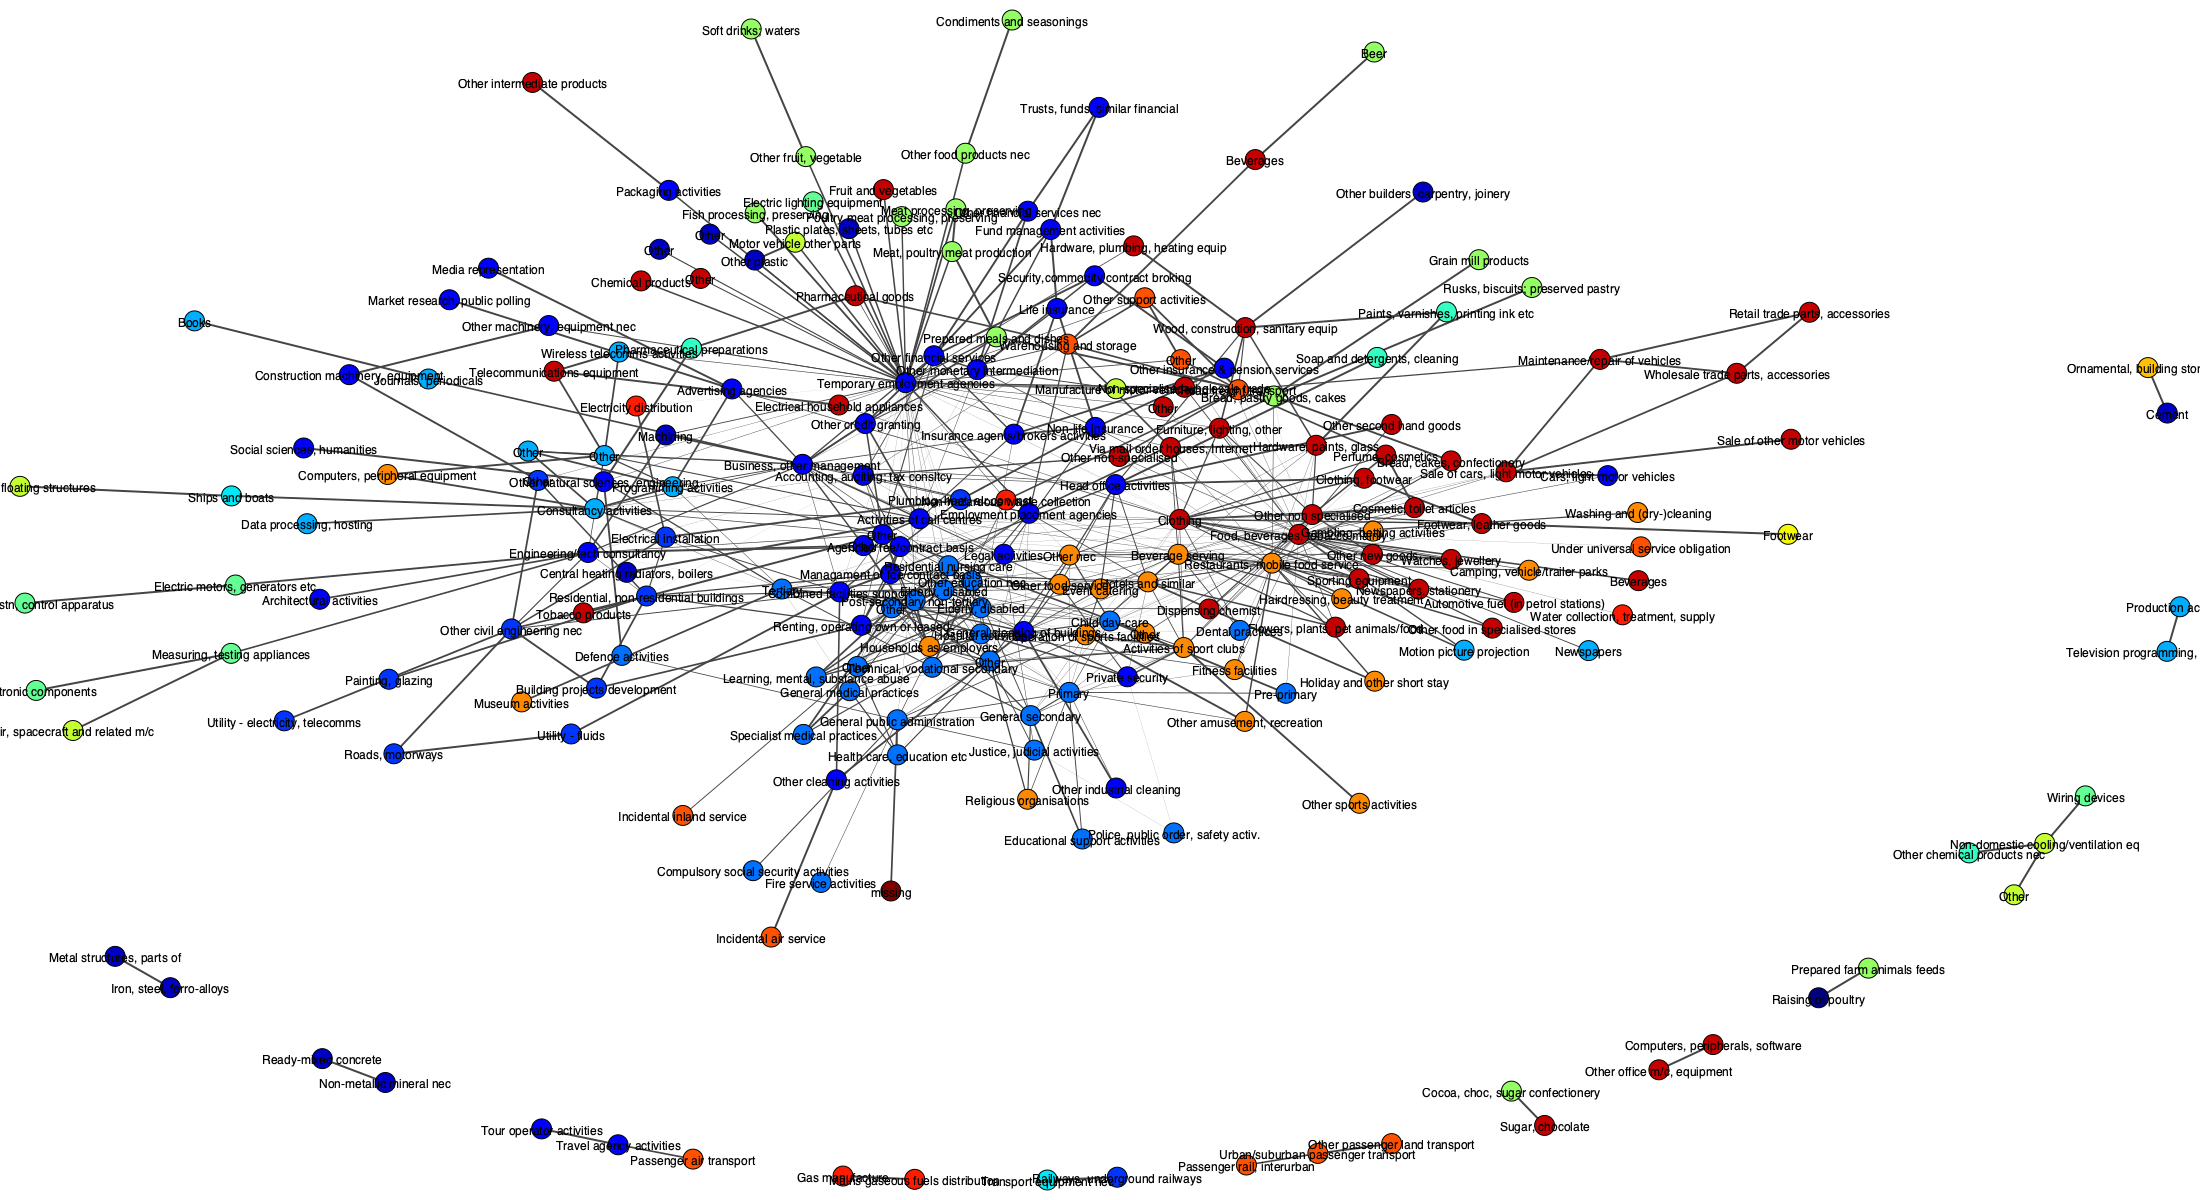 Soft drinks; waters
Condiments and seasonings
Beer
Other intermediate products
Trusts, funds, similar financial
Other fruit, vegetable
Other food products nec
Beverages
Packaging activities
Fruit and vegetables
Other builders carpentry, joinery
Electric lighting equipment
Fish processing, preserving
Meat processing, preserving
Other financial services nec
Poultry meat processing, preserving
Plastic plates, sheets, tubes etc
Fund management activities
Other
Motor vehicle other parts
Other
Hardware, plumbing, heating equip
Meat, poultry meat production
Other plastic
Grain mill products
Media representation
Chemical products
Other
Security,commodity contract broking
Rusks, biscuits; preserved pastry
Market research, public polling
Pharmaceutical goods
Other support activities
Life insurance
Paints, varnishes, printing ink etc
Retail trade parts, accessories
Books
Other machinery, equipment nec
Wood, construction, sanitary equip
Prepared meals and dishes
Warehousing and storage
Wireless telecomms activities
Pharmaceutical preparations
Other financial services
Other
Soap and detergents, cleaning
Maintenance/repair of vehicles
Ornamental, building stor
Construction machinery, equipment
Journals, periodicals
Telecommunications equipment
Other monetary intermediation
Other insurance & pension services
Wholesale trade parts, accessories
Temporary employment agencies
Advertising agencies
Bread, pastry goods, cakes
Electricity distribution
Electrical household appliances
Other
Cement
Other credit granting
Machining
Insurance agents/brokers activities
Non-life insurance
Furniture, lighting, other
Other second hand goods
Sale of other motor vehicles
Social sciences, humanities
Other
Other
Via mail order houses, Internet
Hardware, paints, glass
Other non-specialised
Perfume, cosmetics
Bread, cakes, confectionery
Business, other management
Computers, peripheral equipment
Accounting, auditing; tax consltcy
Sale of cars, light motor vehicles
Cars, light motor vehicles
Clothing, footwear
floating structures
Ships and boats
Other natural sciences, engineering
Programming activities
Head office activities
Consultancy activities
Employment placement agencies
Cosmetic, toilet articles
Washing and (dry-)cleaning
Data processing, hosting
Activities of call centres
Clothing
Other non specialised
Footwear, leather goods
Electrical installation
Other
Gambling, betting activities
Footwear
Engineering/tech consultancy
Legal activities
Other nec
Beverage serving
Restaurants, mobile food service
Other new goods
Watches, jewellery
Under universal service obligation
Central heating radiators, boilers
Residential nursing care
Management on fee/contract basis
Camping, vehicle/trailer parks
Electric motors, generators etc
Architectural activities
Residential, non-residential buildings
Combined facilities support
Other education nec
Other food service
Event catering
Hotels and similar
Sporting equipment
Newspapers, stationery
Beverages
stn, control apparatus
Tobacco products
Post-secondary non-tertiary
Elderly, disabled
Elderly, disabled
Dispensing chemist
Hairdressing, beauty treatment
Automotive fuel (in petrol stations)
Water collection, treatment, supply
Production ac
Other civil engineering nec
Renting, operating own or leased
Child day-care
Dental practices
Flowers, plants, pet animals/food
Other food in specialised stores
Operation of sports facilities
Other
Measuring, testing appliances
Defence activities
Households as employers
Activities of sport clubs
Motion picture projection
Newspapers
Television programming,
Painting, glazing
Learning, mental, substance abuse
Other
Technical, vodational secondary
Other
Private security
Fitness facilities
Holiday and other short stay
tronic components
Building projects development
Museum activities
General medical practices
Primary
Pre-primary
Utility - electricity, telecomms
General public administration
General secondary
Other amusement, recreation
ir, spacecraft and related m/c
Roads, motorways
Utility - fluids
Specialist medical practices
Health care, education etc
Justice, judicial activities
Other cleaning activities
Religious organisations
Other industrial cleaning
Other sports activities
Wiring devices
Incidental inland service
Educational support activities
Police, public order, safety activ.
Non-domestic cooling/ventilation eq
Other chemical products nec
Compulsory social security activities
Fire service activities
missing
Other
Incidental air service
Metal structures, parts of
Iron, steel, ferro-alloys
Prepared farm animals feeds
Raising of poultry
Ready-mixed concrete
Non-metallic mineral nec
Computers, peripherals, software
Other office m/c, equipment
Cocoa, choc, sugar confectionery
Sugar, chocolate
Tour operator activities
Travel agency activities
Passenger air transport
Other passenger land transport
Urban/suburban passenger transport
Passenger rail, interurban
Gas manufacture
Mains gaseous fuels distribution
Transport equipment nec
Railways, underground railways